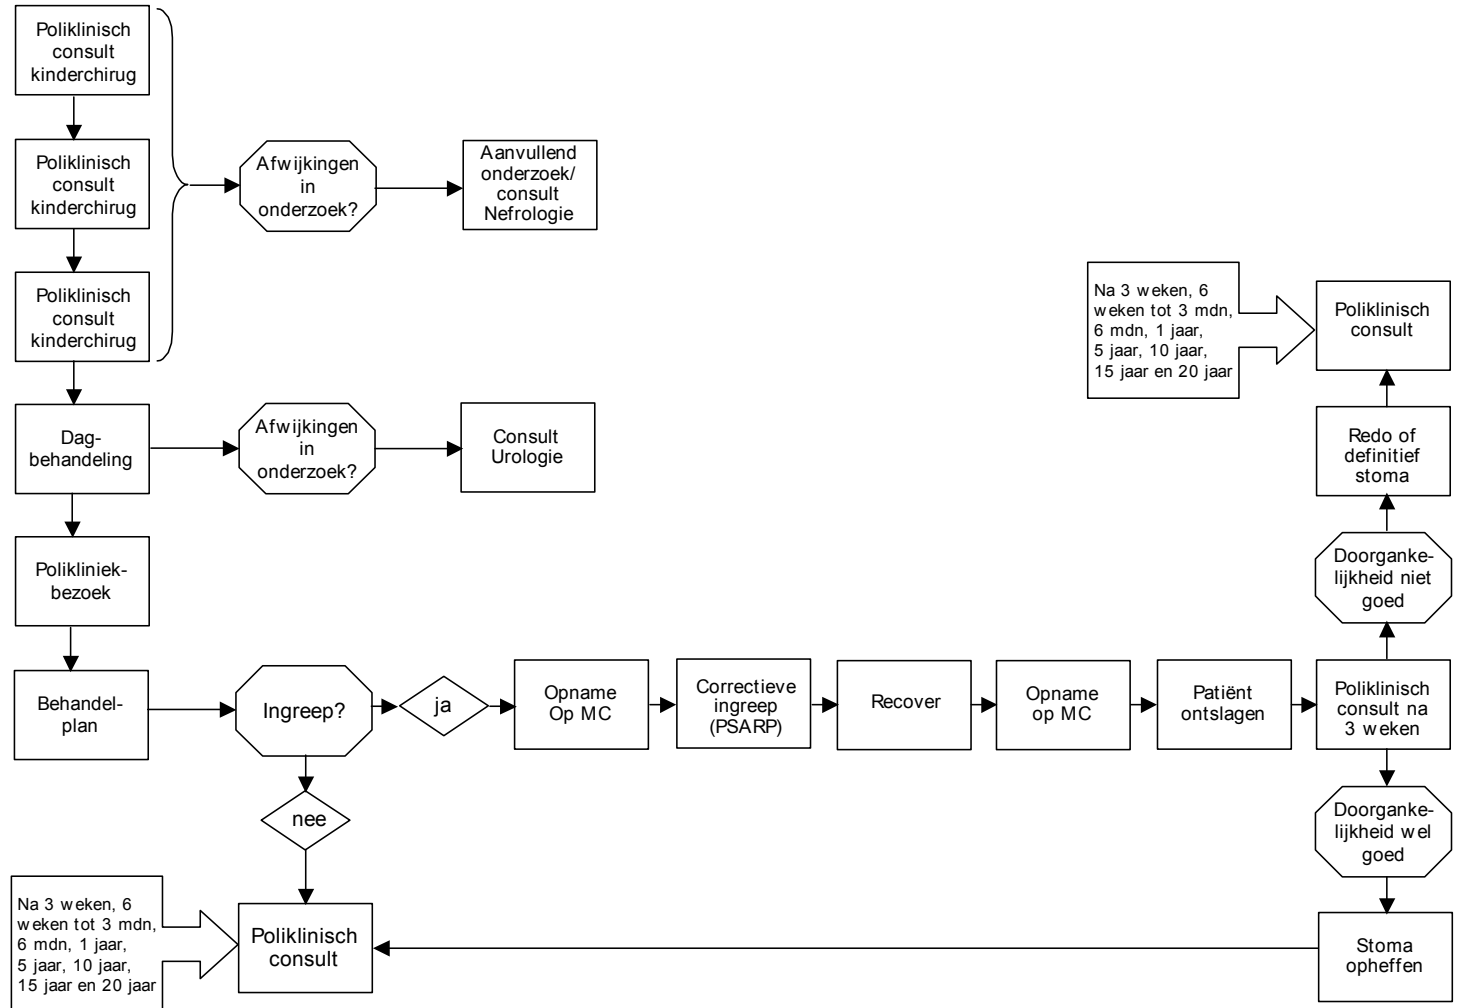 Poliklinisch
consult
kinderchirug
Poliklinisch
consult
kinderchirug
Afwijkingen
in
onderzoek?
Aanvullend
onderzoek/
consult
Nefrologie
Poliklinisch
consult
kinderchirug
Na 3 weken, 6
weken tot 3 mdn,
6 mdn, 1 jaar,
5 jaar, 10 jaar,
15 jaar en 20 jaar
Poliklinisch
consult
Dag-
behandeling
Afwijkingen
in
onderzoek?
Consult
Urologie
Redo of
definitief
stoma
Polikliniek-
bezoek
Doorganke-
lijkheid niet
goed
Behandel-
plan
Ingreep?
ja
Opname
Op MC
Correctieve
ingreep
(PSARP)
Recover
Opname
op MC
Patiënt
ontslagen
Poliklinisch
consult na
3 weken
nee
Doorganke-
lijkheid wel
goed
Na 3 weken, 6
weken tot 3 mdn,
6 mdn, 1 jaar,
5 jaar, 10 jaar,
15 jaar en 20 jaar
Poliklinisch
consult
Stoma
opheffen